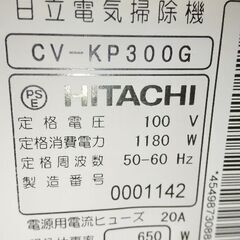 日立電気掃除機
CV-KP300G
PS
E
HITACHI
定格電圧 100 V
定格消費電力 1180 W
定格周波数 50-60 Hz
製造番号 0001142
電源用電流ヒューズ 20A
650 W